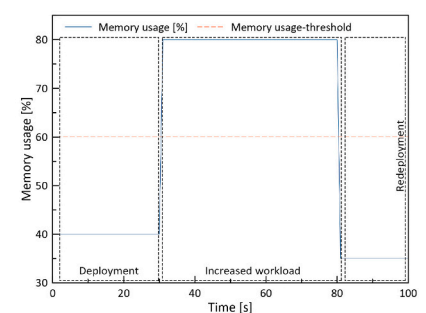 Memory usage [%] Memory usage-threshold
80
70
60
50
40
30
Memory usage [%]
Redeployment
Deployment Increased workload
0 20 40 60 80 100
Time [s]